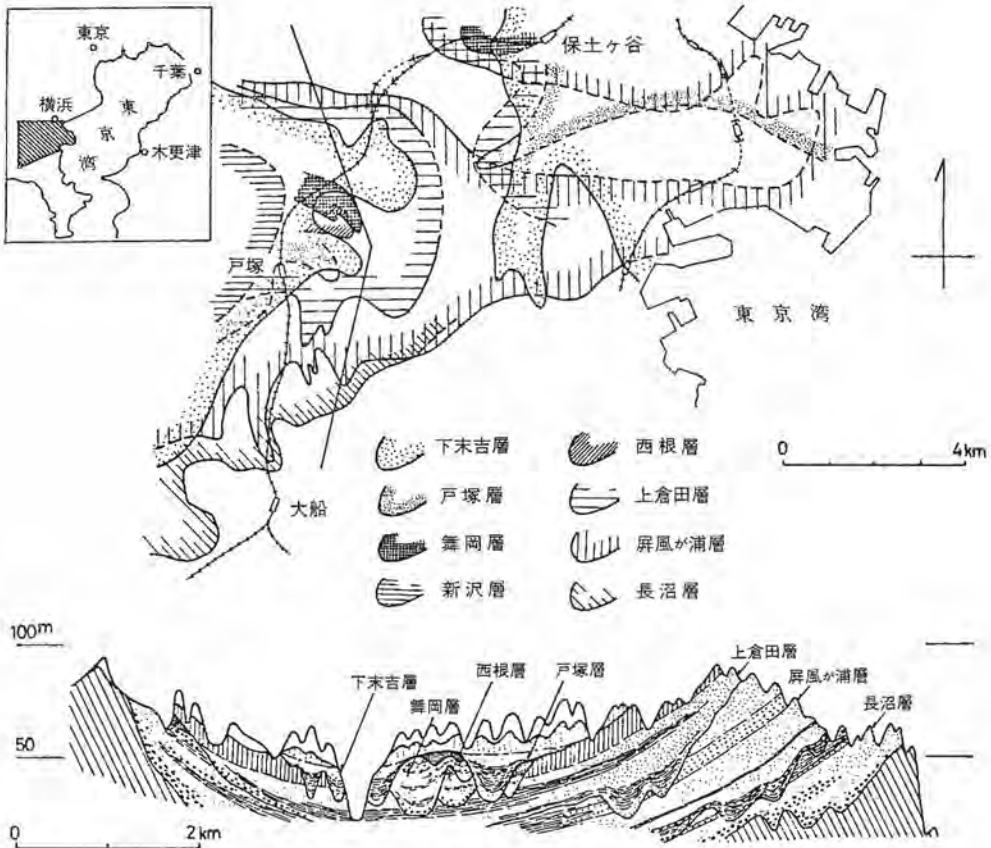 東京
千葉
横浜
東
京
湾
木更津
保土ヶ谷
戸塚
東京湾
大船
0 4km
下末吉層
西根層
戸塚層
上倉田層
舞岡層
屏風が浦層
新沢層
長沼層
100m
50
上倉田層
屏風が浦層
長沼層
下末吉層
西根層
戸塚層
舞岡層
0 2km